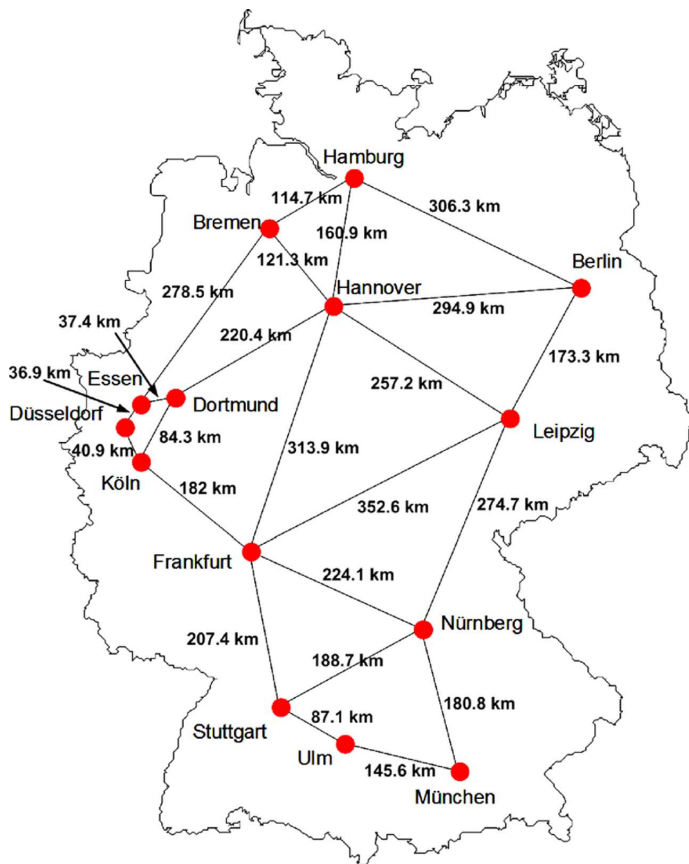 Hamburg
114.7 km
306.3 km
Bremen
160.9 km
121.3 km
Berlin
Hannover
278.5 km
294.9 km
37.4 km
220.4 km
173.3 km
36.9 km
Essen
257.2 km
Düsseldorf
Dortmund
Leipzig
40.9 km
84.3 km
313.9 km
Köln
182 km
352.6 km
274.7 km
Frankfurt
224.1 km
Nürnberg
207.4 km
188.7 km
180.8 km
Stuttgart
87.1 km
Ulm
145.6 km
München